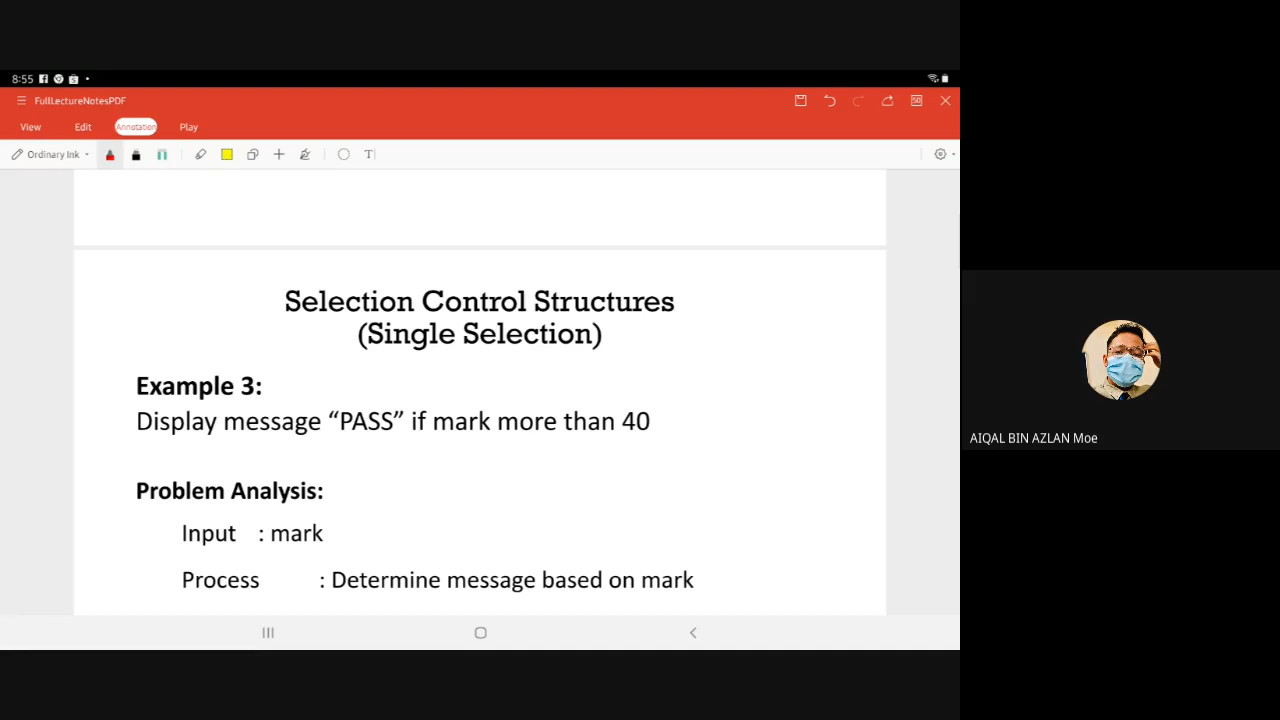 8:55
FullLectureNotesPDF
50
View Edit Annotation Play
Ordinary Ink
T
Selection Control Structures
(Single Selection)
Example 3:
Display message “PASS” if mark more than 40
Problem Analysis:
Input : mark
Process : Determine message based on mark
AIQAL BIN AZLAN Moe